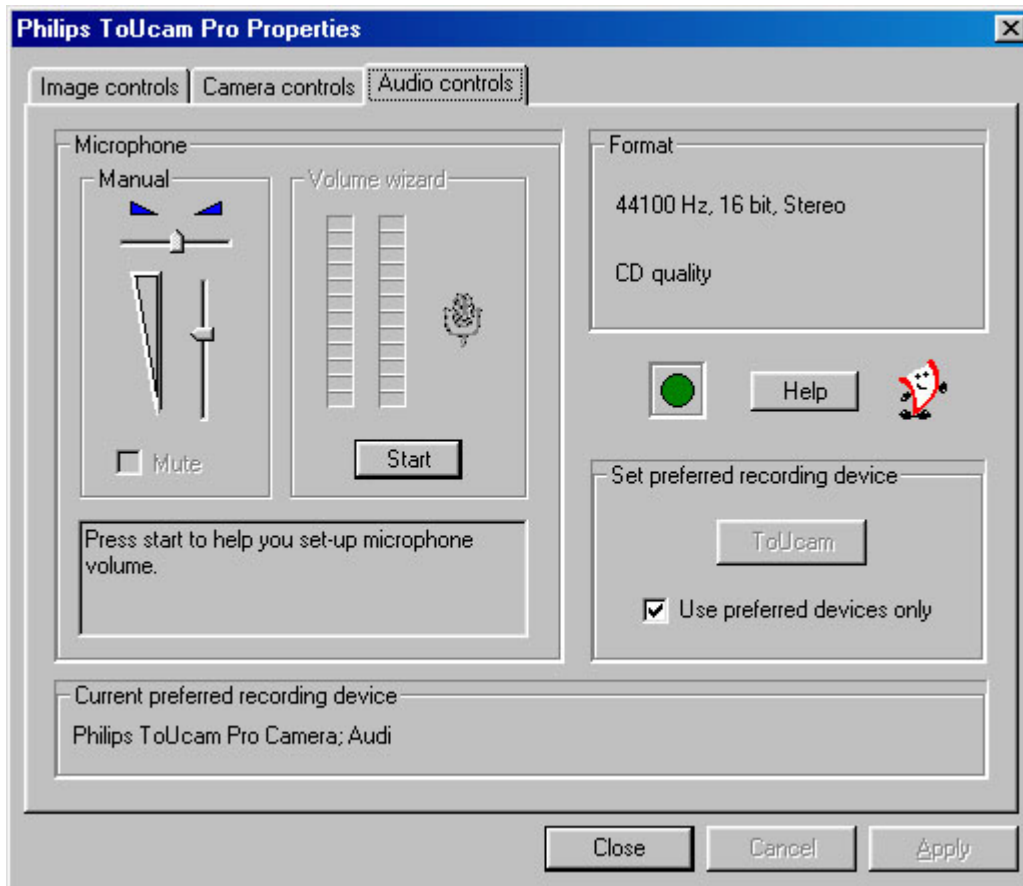 Philips ToUcam Pro Properties
Image controls
Camera controls
Audio controls
Microphone
Manual
Mute
Volume wizard
Start
Press start to help you set-up microphone
volume.
Format
44100 Hz, 16 bit, Stereo
CD quality
Help
Set preferred recording device
ToUcam
Use preferred devices only
Current preferred recording device
Philips ToUcam Pro Camera; Audi
Close
Cancel
Apply